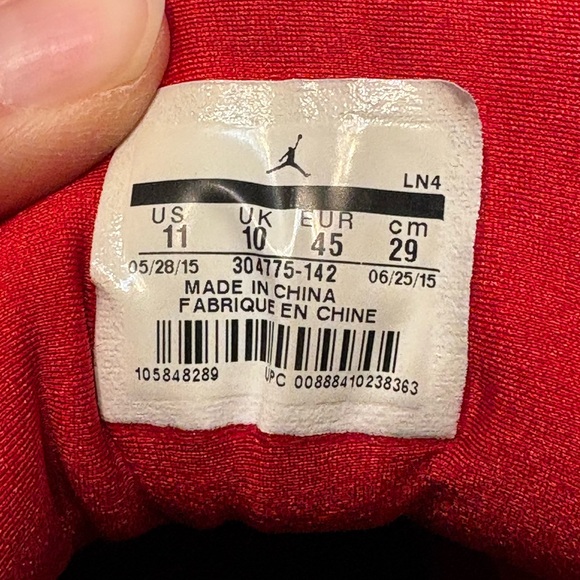 LN4
US UK EUR cm
11 10 45 29
05/28/15 304775-142 06/25/15
MADE IN CHINA
FABRIQUE EN CHINE
105848289 UPC 00888410238363